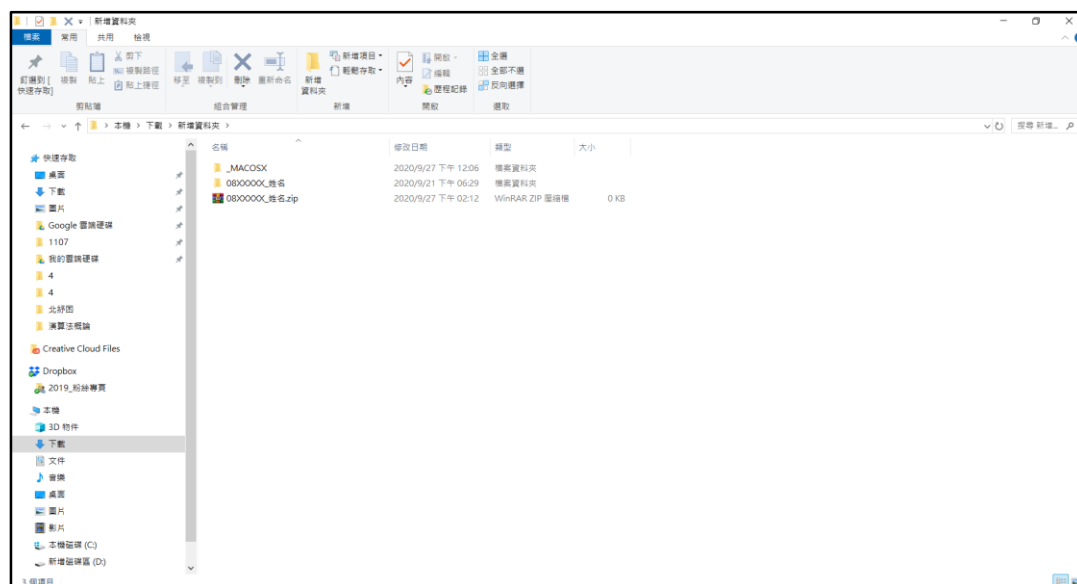 新增資料夾
檔案 常用 共用 檢視
釘選到 [快速存取]
複製
貼上
剪下
複製路徑
貼上捷徑
剪貼簿
移至
複製到
刪除
重新命名
組合管理
新增資料夾
新增項目
輕鬆存取
新增
內容
開啟
編輯
歷程記錄
開啟
全選
全部不選
反向選擇
選取
本機 > 下載 > 新增資料夾 >
搜尋 新增...
名稱 修改日期 類型 大小
_MACOSX 2020/9/27 下午 12:06 檔案資料夾
08XXXXX_姓名 2020/9/21 下午 06:29 檔案資料夾
08XXXXX_姓名.zip 2020/9/27 下午 02:12 WinRAR ZIP 壓縮檔 0 KB
快速存取
桌面
下載
圖片
Google 雲端硬碟
1107
我的雲端硬碟
4
4
演算法概論
Creative Cloud Files
Dropbox
2019_粉絲專頁
本機
3D 物件
下載
文件
音樂
桌面
圖片
影片
本機磁碟 (C:)
新增磁碟區 (D:)
3 個項目